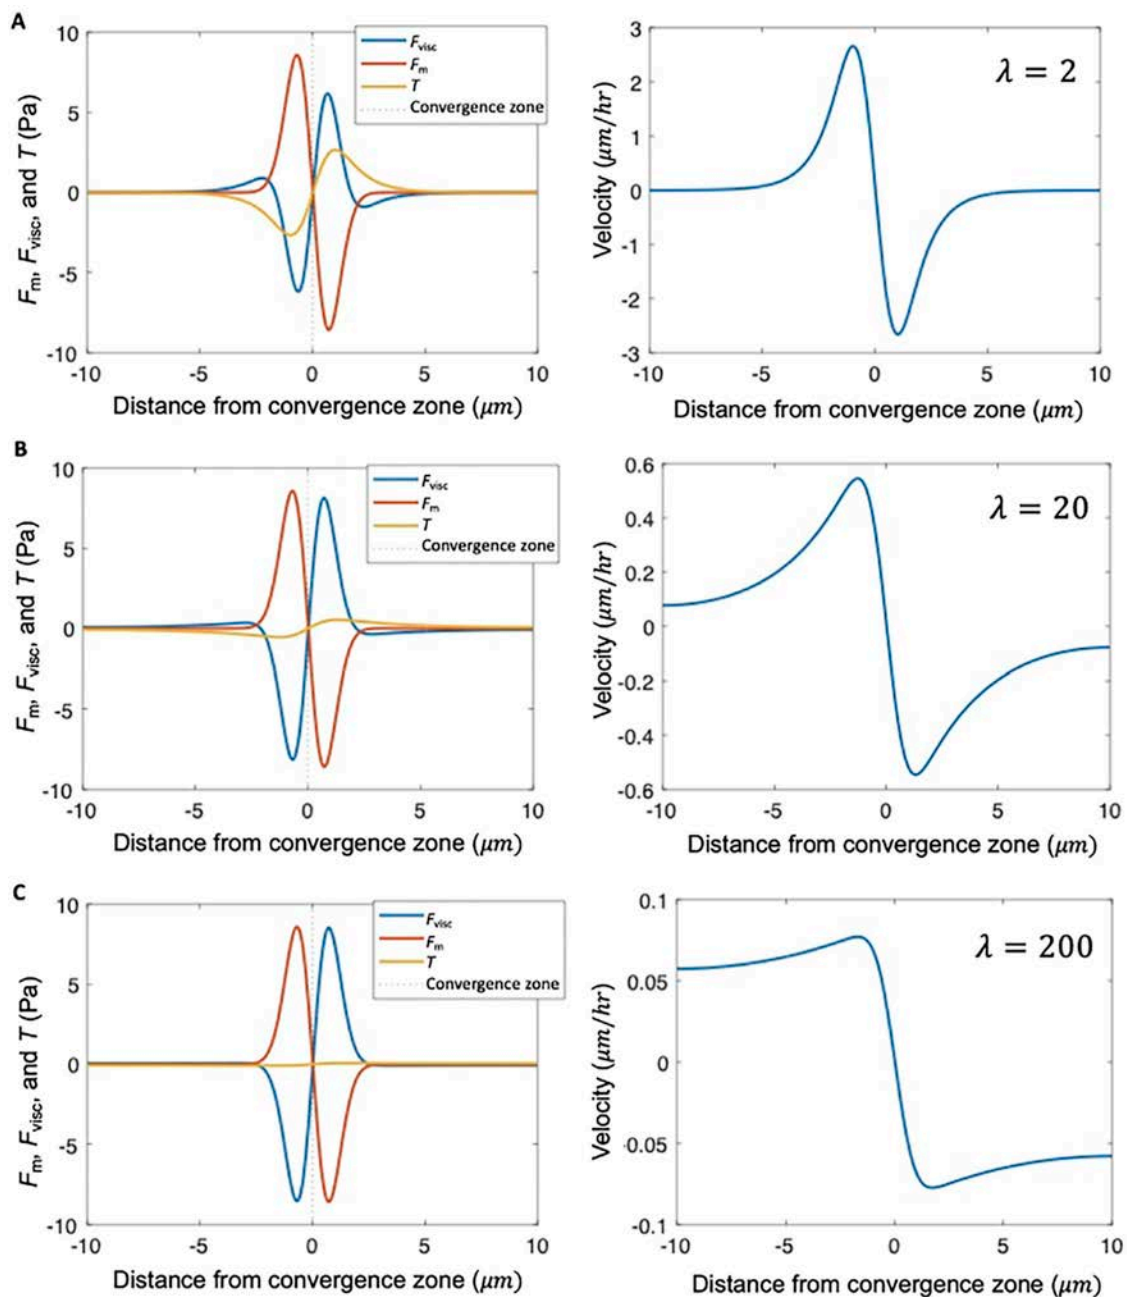 A
10
5
0
-5
-10
F_m, F_visc, and T (Pa)
F_visc
F_m
T
Convergence zone
-10 -5 0 5 10
Distance from convergence zone (μm)
3
2
1
0
-1
-2
-3
Velocity (μm/hr)
λ = 2
-10 -5 0 5 10
Distance from convergence zone (μm)
B
10
5
0
-5
-10
F_m, F_visc, and T (Pa)
F_visc
F_m
T
Convergence zone
-10 -5 0 5 10
Distance from convergence zone (μm)
0.6
0.4
0.2
0
-0.2
-0.4
-0.6
Velocity (μm/hr)
λ = 20
-10 -5 0 5 10
Distance from convergence zone (μm)
C
10
5
0
-5
-10
F_m, F_visc, and T (Pa)
F_visc
F_m
T
Convergence zone
-10 -5 0 5 10
Distance from convergence zone (μm)
0.1
0.05
0
-0.05
-0.1
Velocity (μm/hr)
λ = 200
-10 -5 0 5 10
Distance from convergence zone (μm)